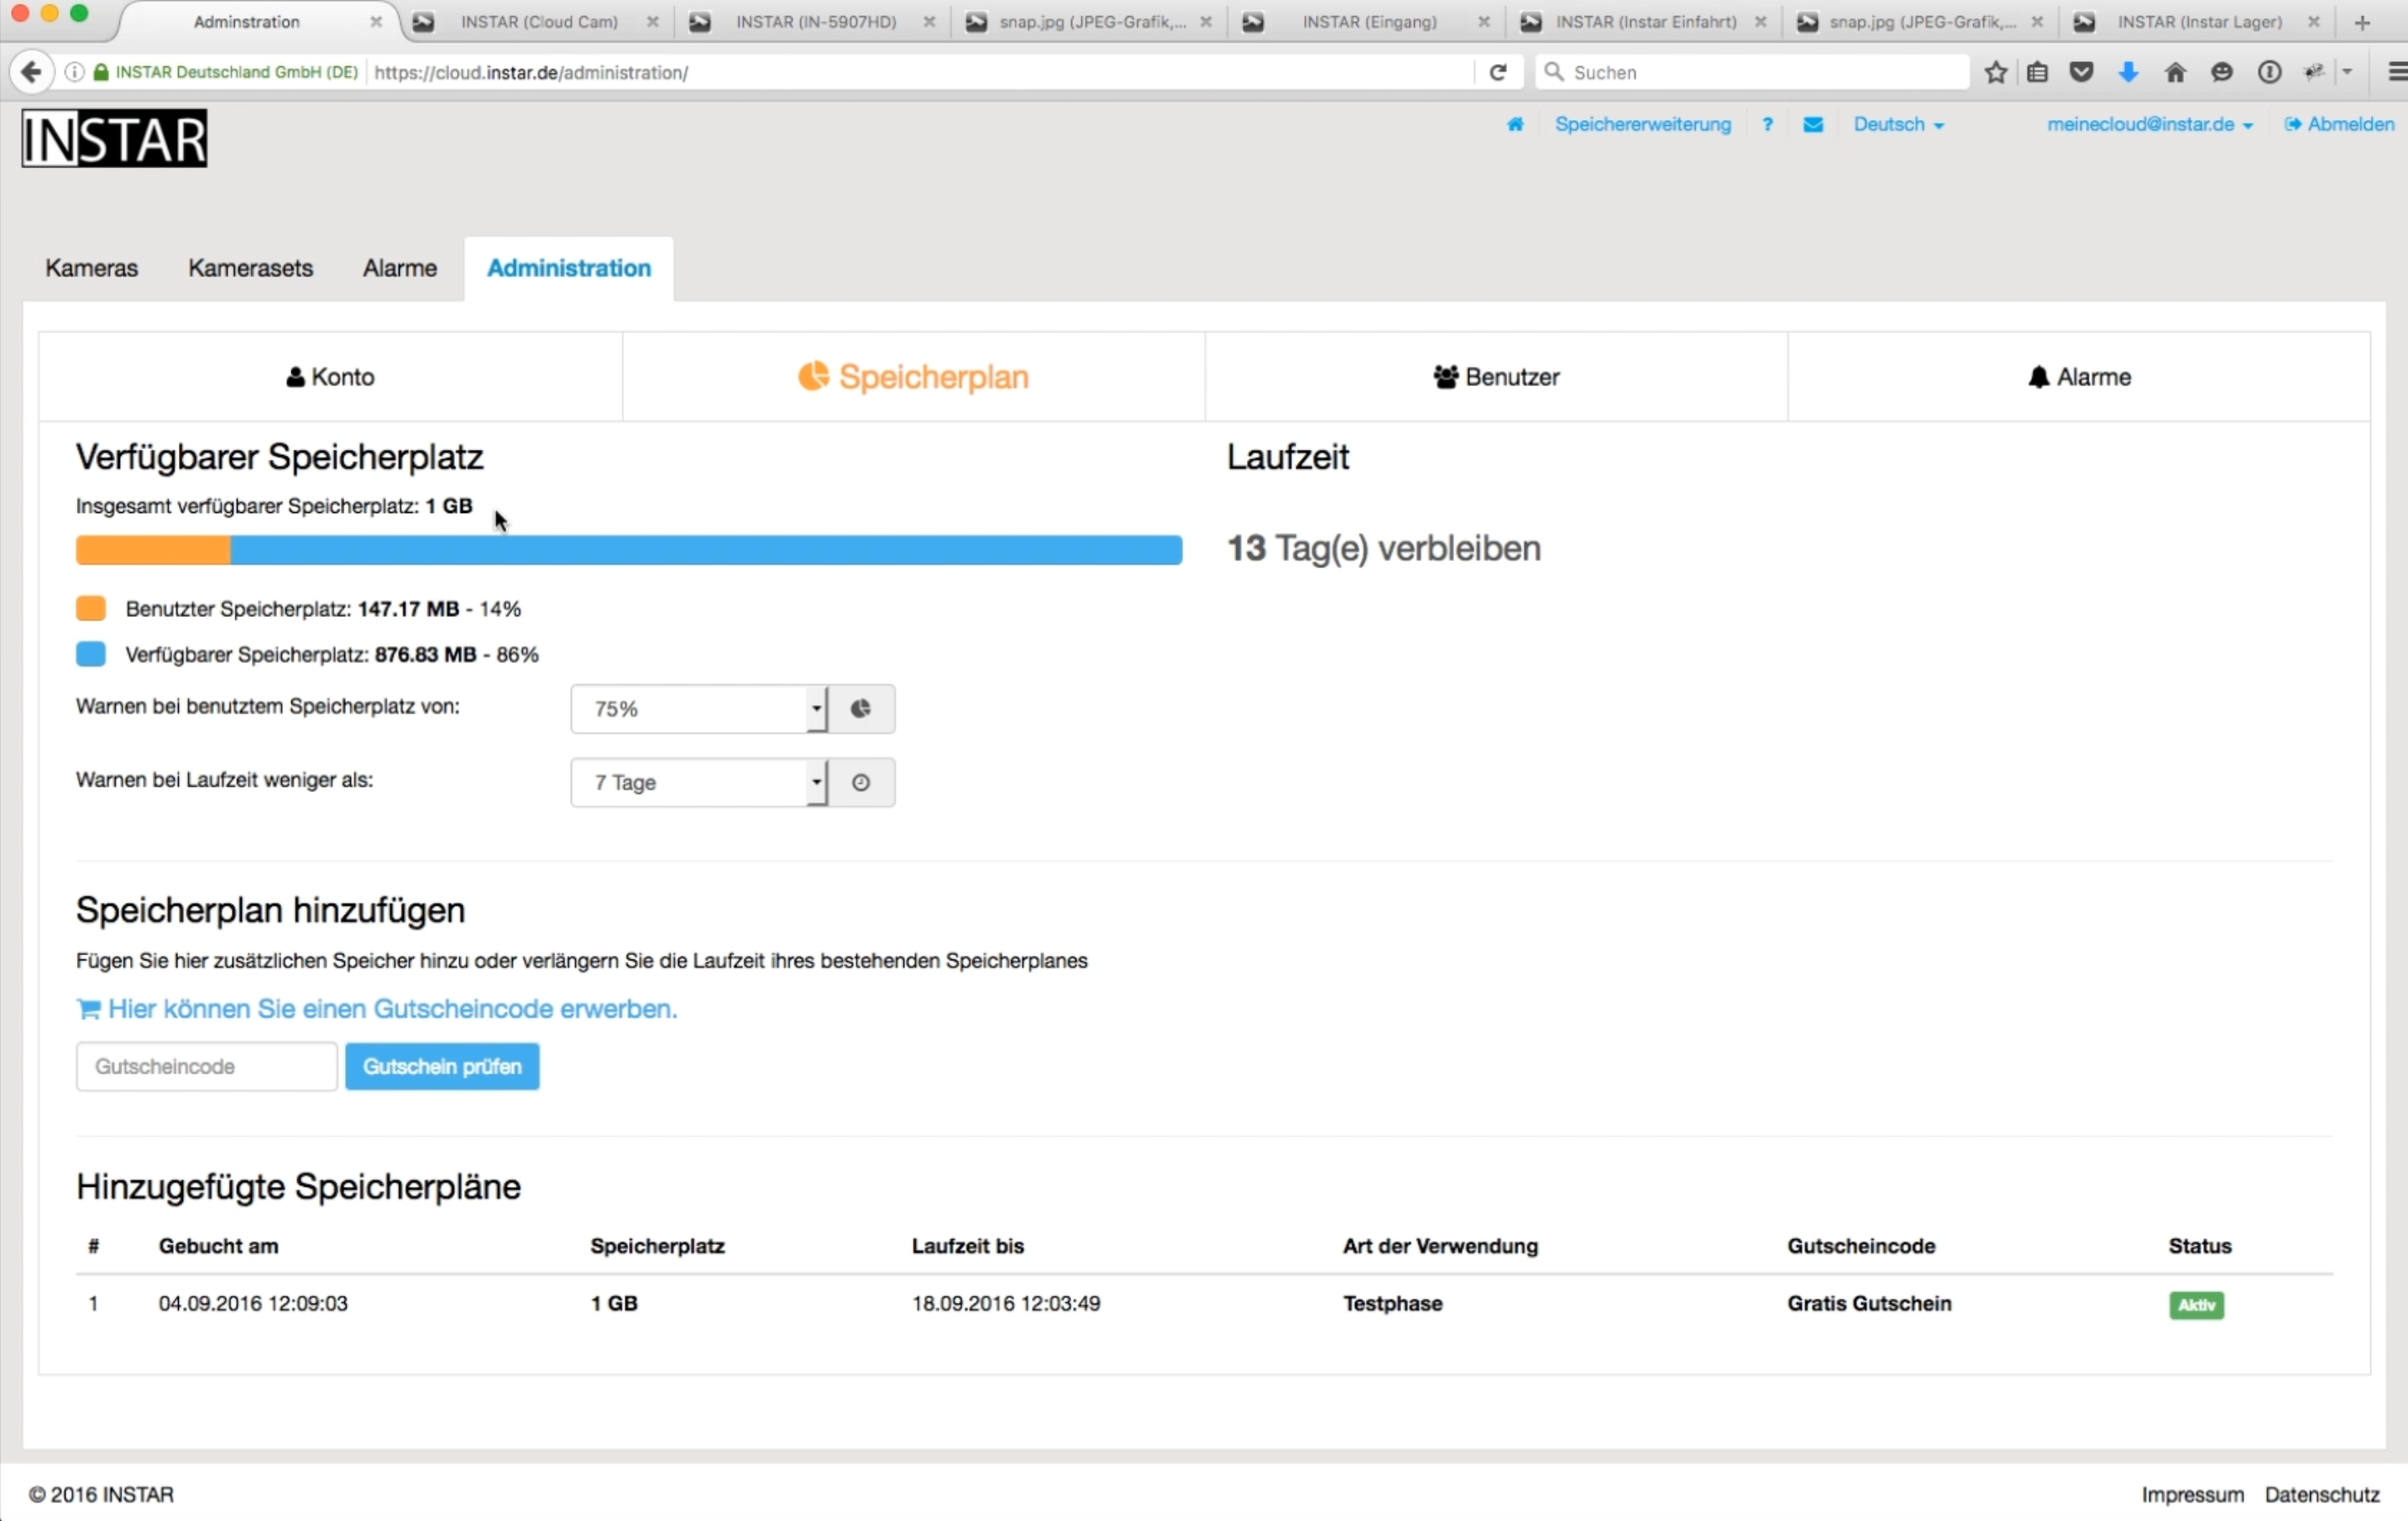 Adminstration
INSTAR (Cloud Cam)
INSTAR (IN-5907HD)
snap.jpg (JPEG-Grafik,...
INSTAR (Eingang)
INSTAR (Instar Einfahrt)
snap.jpg (JPEG-Grafik,...
INSTAR (Instar Lager)
INSTAR Deutschland GmbH (DE)
https://cloud.instar.de/administration/
Suchen
INSTAR
Speichererweiterung
?
Deutsch
meinecloud@instar.de
Abmelden
Kameras
Kamerasets
Alarme
Administration
Konto
Speicherplan
Benutzer
Alarme
Verfügbarer Speicherplatz
Insgesamt verfügbarer Speicherplatz: 1 GB
Benutzter Speicherplatz: 147.17 MB - 14%
Verfügbarer Speicherplatz: 876.83 MB - 86%
Warnen bei benutztem Speicherplatz von:
75%
Warnen bei Laufzeit weniger als:
7 Tage
Laufzeit
13 Tag(e) verbleiben
Speicherplan hinzufügen
Fügen Sie hier zusätzlichen Speicher hinzu oder verlängern Sie die Laufzeit ihres bestehenden Speicherplanes
Hier können Sie einen Gutscheincode erwerben.
Gutscheincode
Gutschein prüfen
Hinzugefügte Speicherpläne
# Gebucht am Speicherplatz Laufzeit bis Art der Verwendung Gutscheincode Status
1 04.09.2016 12:09:03 1 GB 18.09.2016 12:03:49 Testphase Gratis Gutschein Aktiv
© 2016 INSTAR
Impressum Datenschutz